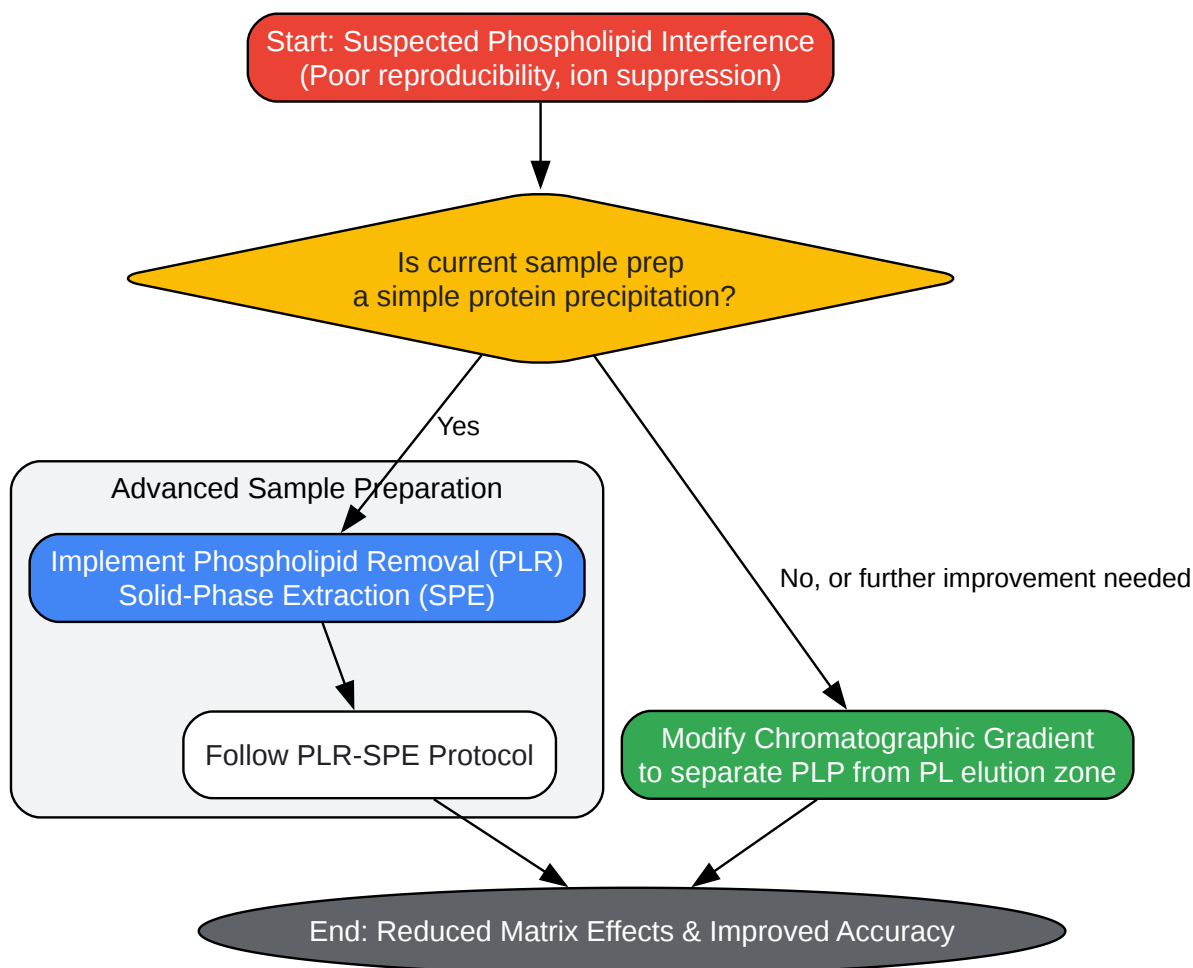 Start: Suspected Phospholipid Interference
(Poor reproducibility, ion suppression)
Is current sample prep
a simple protein precipitation?
Yes
Advanced Sample Preparation
Implement Phospholipid Removal (PLR)
Solid-Phase Extraction (SPE)
No, or further improvement needed
Follow PLR-SPE Protocol
Modify Chromatographic Gradient
to separate PLP from PL elution zone
End: Reduced Matrix Effects & Improved Accuracy